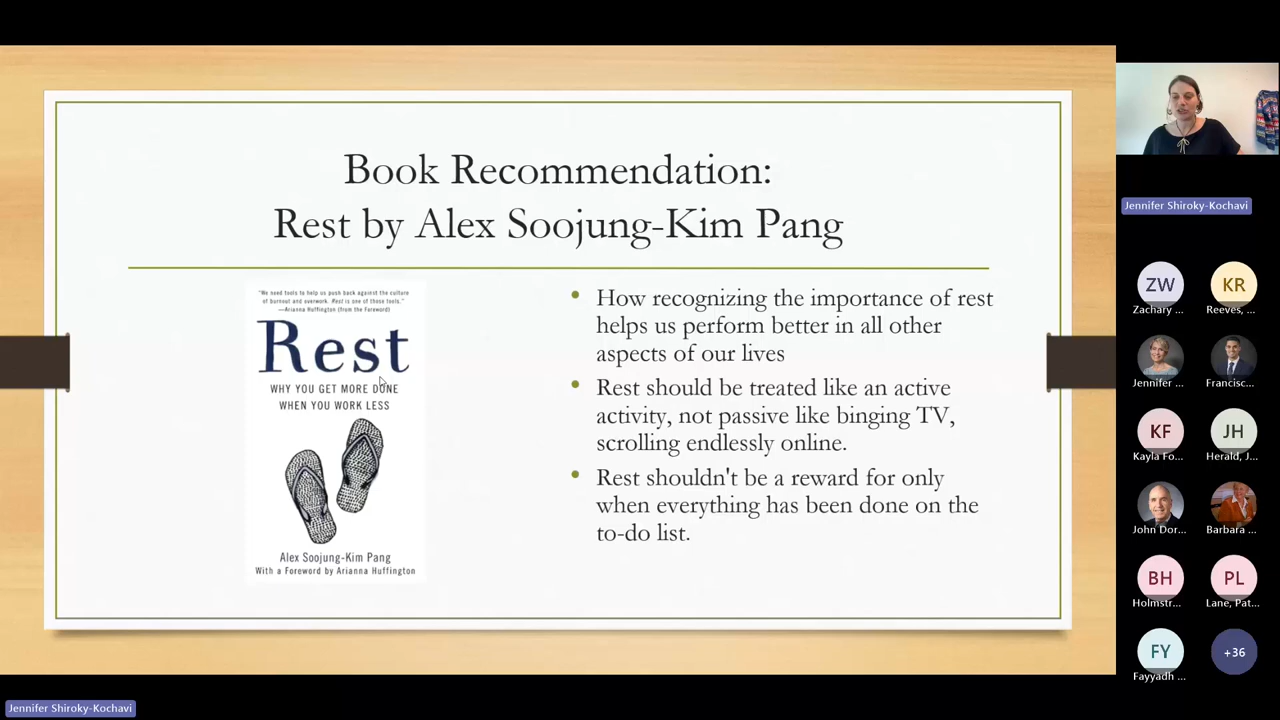 Book Recommendation:
Rest by Alex Soojung-Kim Pang
"We need tools to help us push back against the culture
of burnout and overwork. Rest is one of those tools."
—Arianna Huffington (from the Foreword)
Rest
WHY YOU GET MORE DONE
WHEN YOU WORK LESS
Alex Soojung-Kim Pang
With a Foreword by Arianna Huffington
• How recognizing the importance of rest
helps us perform better in all other
aspects of our lives
• Rest should be treated like an active
activity, not passive like binging TV,
scrolling endlessly online.
• Rest shouldn't be a reward for only
when everything has been done on the
to-do list.
Jennifer Shiroky-Kochavi
ZW
Zachary ...
KR
Reeves, ...
Jennifer ...
Francisc...
KF
Kayla Fo...
JH
Herald, J...
John Dor...
Barbara ...
BH
Holmstr...
PL
Lane, Pat...
FY
Fayyadh ...
+36
Jennifer Shiroky-Kochavi